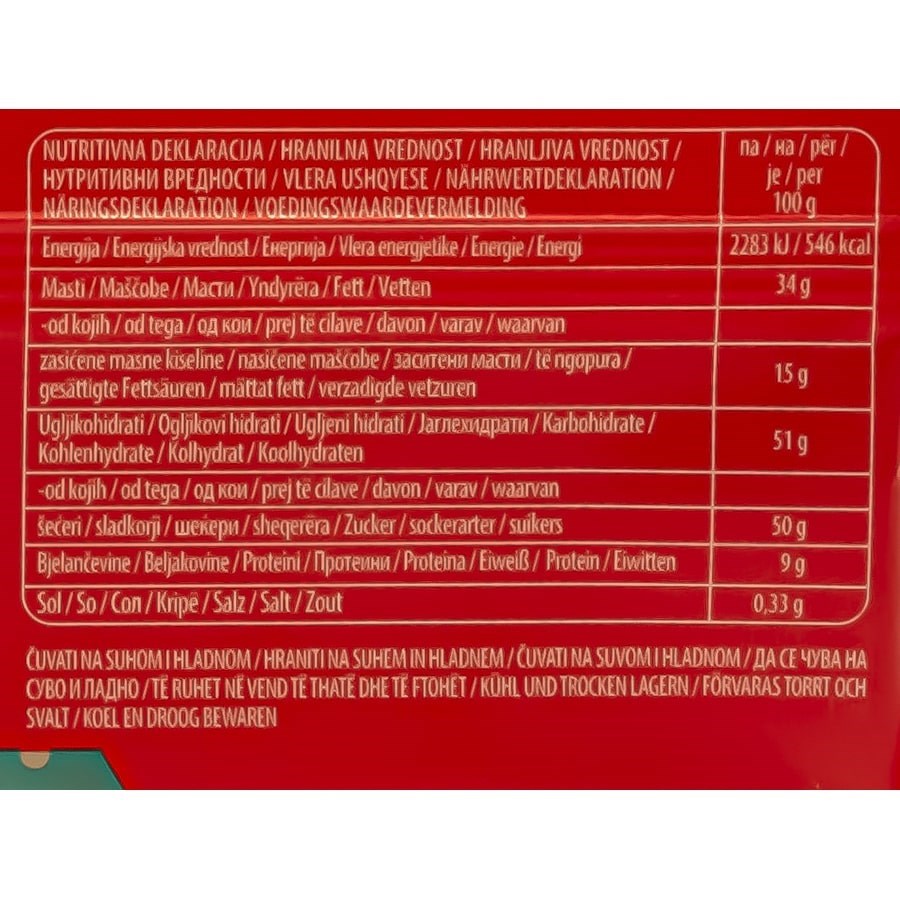 NUTRITIVNA DEKLARACIJA / HRANILNA VREDNOST / HRANLJIVA VREDNOST /
НУТРИТИВНИ ВРЕДНОСТИ / VLERA USHQYESE / NÄHRWERTDEKLARATION /
NÄRINGSDEKLARATION / VOEDINGSWAARDEVERMELDING
na / на / për /
je / per
100 g
Energija / Energijska vrednost / Енергија / Vlera energjetike / Energie / Energi
2283 kJ / 546 kcal
Masti / Maščobe / Масти / Yndyrëra / Fett / Vetten
34 g
-od kojih / od tega / од кои / prej të cilave / davon / varav / waarvan
zasićene masne kiseline / nasičene maščobe / заситени масти / të ngopura /
gesättigte Fettsäuren / mättat fett / verzadigde vetzuren
15 g
Ugljikohidrati / Ogljikovi hidrati / Ugljeni hidrati / Јаглехидрати / Karbohidrate /
Kohlenhydrate / Kolhydrat / Koolhydraten
51 g
-od kojih / od tega / од кои / prej të cilave / davon / varav / waarvan
šećeri / sladkorji / шеќери / sheqerëra / Zucker / sockerarter / suikers
50 g
Bjelančevine / Beljakovine / Proteini / Протеини / Proteina / Eiweiß / Protein / Eiwitten
9 g
Sol / So / Сол / Kripë / Salz / Salt / Zout
0,33 g
ČUVATI NA SUHOM I HLADNOM / HRANITI NA SUHEM IN HLADNEM / ČUVATI NA SUVOM I HLADNOM / ДА СЕ ЧУВА НА
СУВО И ЛАДНО / TË RUHET NË VEND TË THATË DHE TË FTOHËT / KÜHL UND TROCKEN LAGERN / FÖRVARAS TORRT OCH
SVALT / KOEL EN DROOG BEWAREN